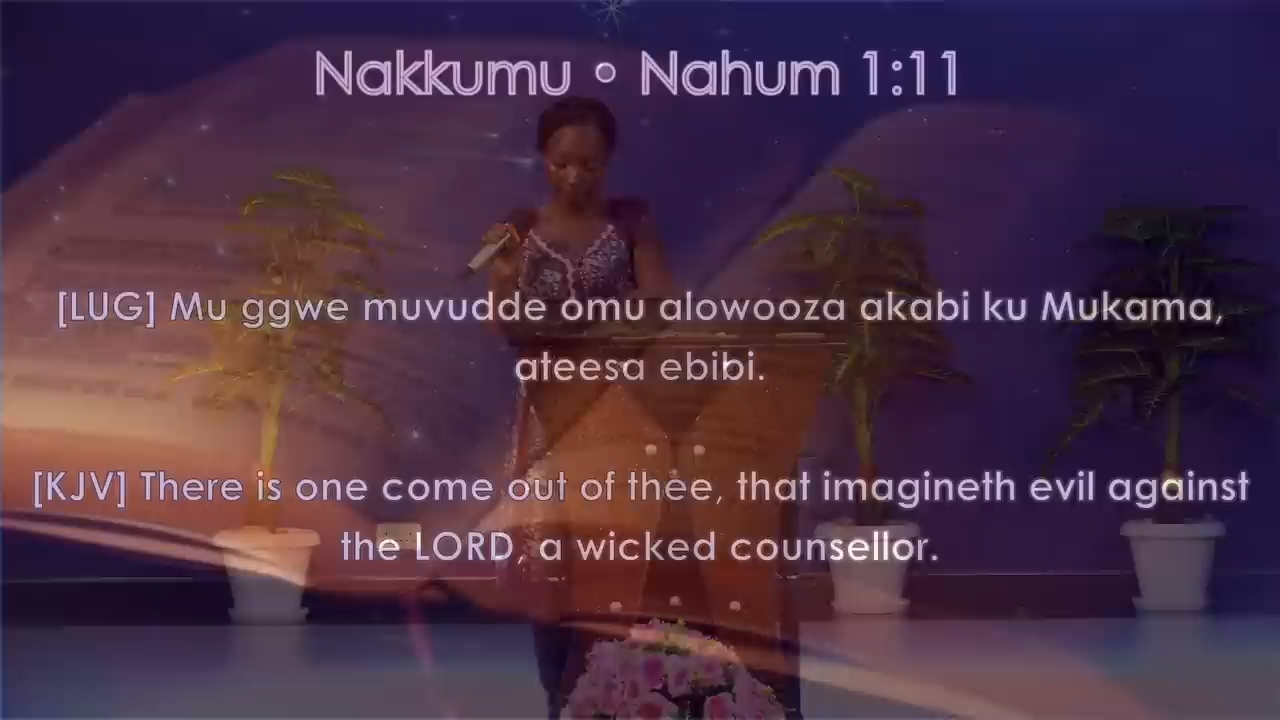 Nakkumu • Nahum 1:11
[LUG] Mu ggwe muvudde omu alowooza akabi ku Mukama,
ateesa ebibi.
[KJV] There is one come out of thee, that imagineth evil against
the LORD, a wicked counsellor.